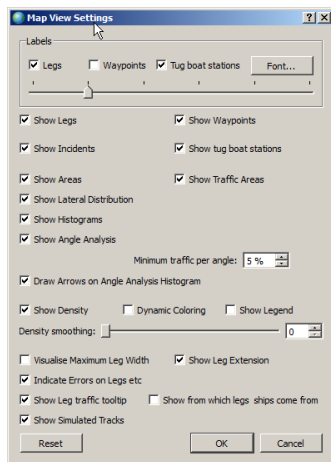 Map View Settings
Labels
Legs Waypoints Tug boat stations Font...
Show Legs Show Waypoints
Show Incidents Show tug boat stations
Show Areas Show Traffic Areas
Show Lateral Distribution
Show Histograms
Show Angle Analysis
Minimum traffic per angle: 5 %
Draw Arrows on Angle Analysis Histogram
Show Density Dynamic Coloring Show Legend
Density smoothing: 0
Visualise Maximum Leg Width Show Leg Extension
Indicate Errors on Legs etc
Show Leg traffic tooltip Show from which legs ships come from
Show Simulated Tracks
Reset OK Cancel